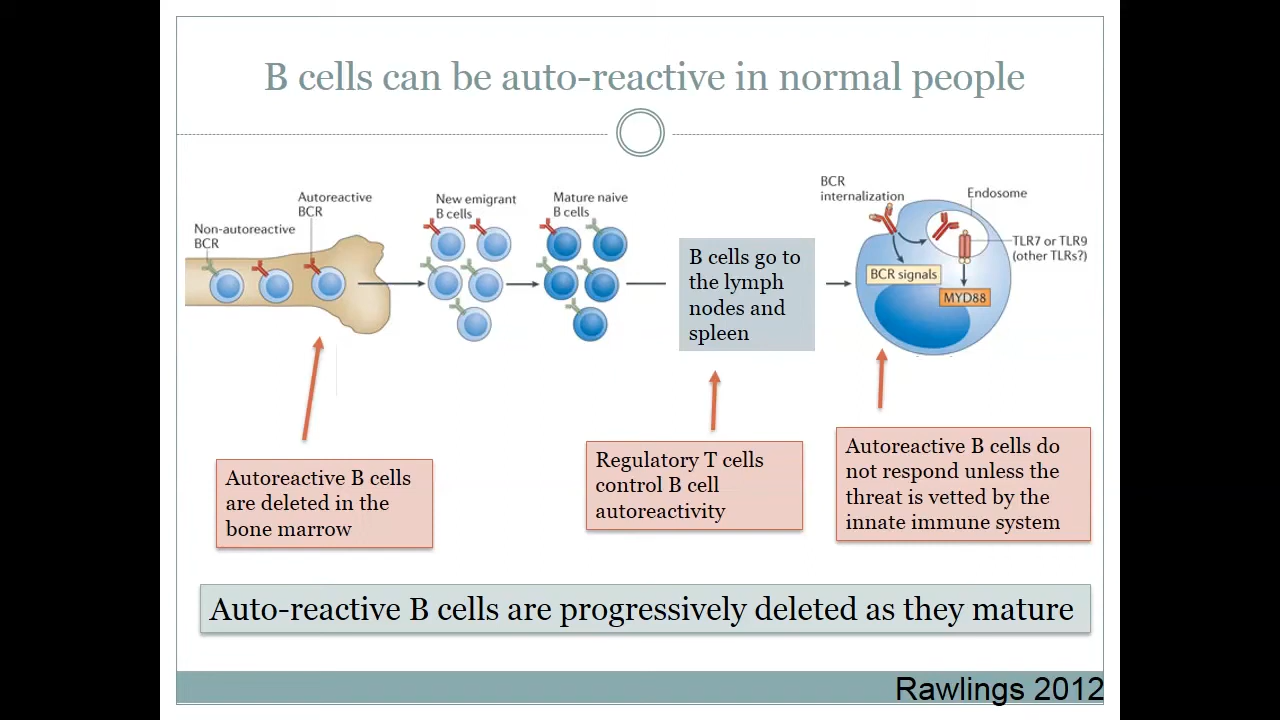 B cells can be auto-reactive in normal people
Non-autoreactive
BCR
Autoreactive
BCR
New emigrant
B cells
Mature naive
B cells
B cells go to
the lymph
nodes and
spleen
BCR
internalization
Endosome
TLR7 or TLR9
(other TLRs?)
BCR signals
MYD88
Autoreactive B cells
are deleted in the
bone marrow
Regulatory T cells
control B cell
autoreactivity
Autoreactive B cells do
not respond unless the
threat is vetted by the
innate immune system
Auto-reactive B cells are progressively deleted as they mature
Rawlings 2012